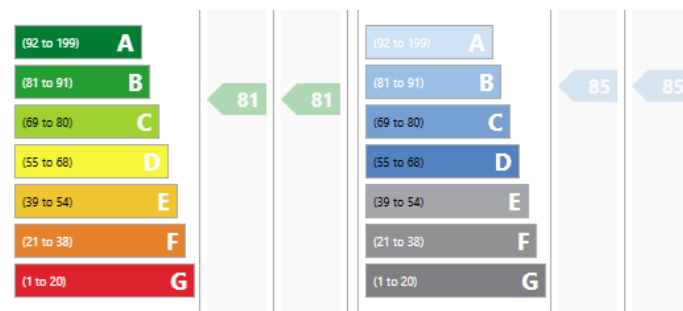 (92 to 199) A
(81 to 91) B
81 81
(69 to 80) C
(55 to 68) D
(39 to 54) E
(21 to 38) F
(1 to 20) G
(92 to 199) A
(81 to 91) B
85 85
(69 to 80) C
(55 to 68) D
(39 to 54) E
(21 to 38) F
(1 to 20) G